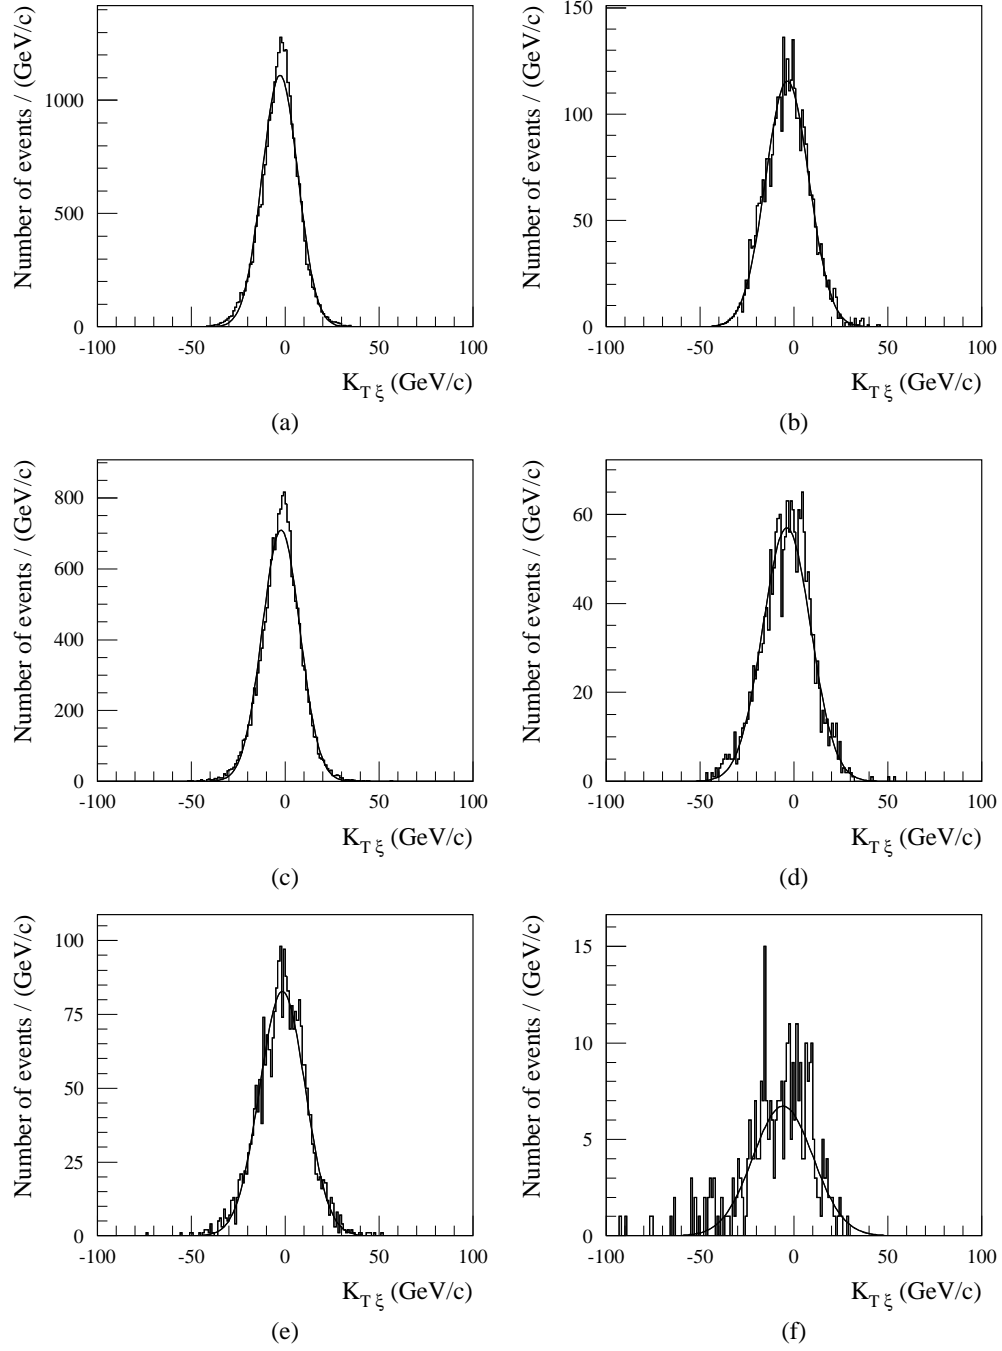 Number of events / (GeV/c)
1000
500
0
-100 -50 0 50 100
K_T ξ (GeV/c)
(a)
Number of events / (GeV/c)
150
100
50
0
-100 -50 0 50 100
K_T ξ (GeV/c)
(b)
Number of events / (GeV/c)
800
600
400
200
0
-100 -50 0 50 100
K_T ξ (GeV/c)
(c)
Number of events / (GeV/c)
60
40
20
0
-100 -50 0 50 100
K_T ξ (GeV/c)
(d)
Number of events / (GeV/c)
100
75
50
25
0
-100 -50 0 50 100
K_T ξ (GeV/c)
(e)
Number of events / (GeV/c)
15
10
5
0
-100 -50 0 50 100
K_T ξ (GeV/c)
(f)